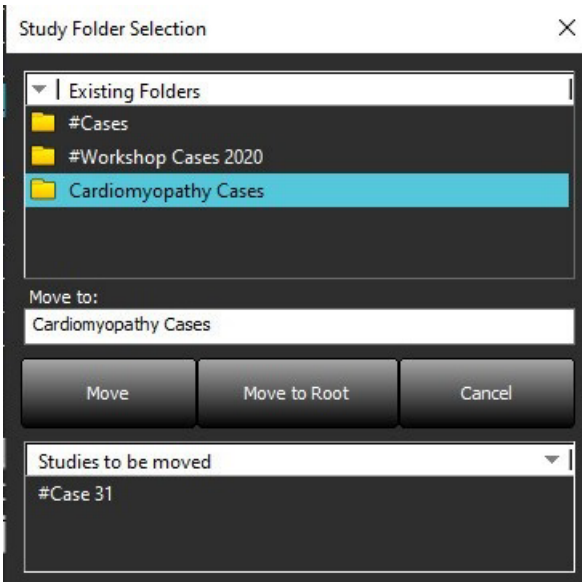 Study Folder Selection
Existing Folders
#Cases
#Workshop Cases 2020
Cardiomyopathy Cases
Move to:
Cardiomyopathy Cases
Move Move to Root Cancel
Studies to be moved
#Case 31